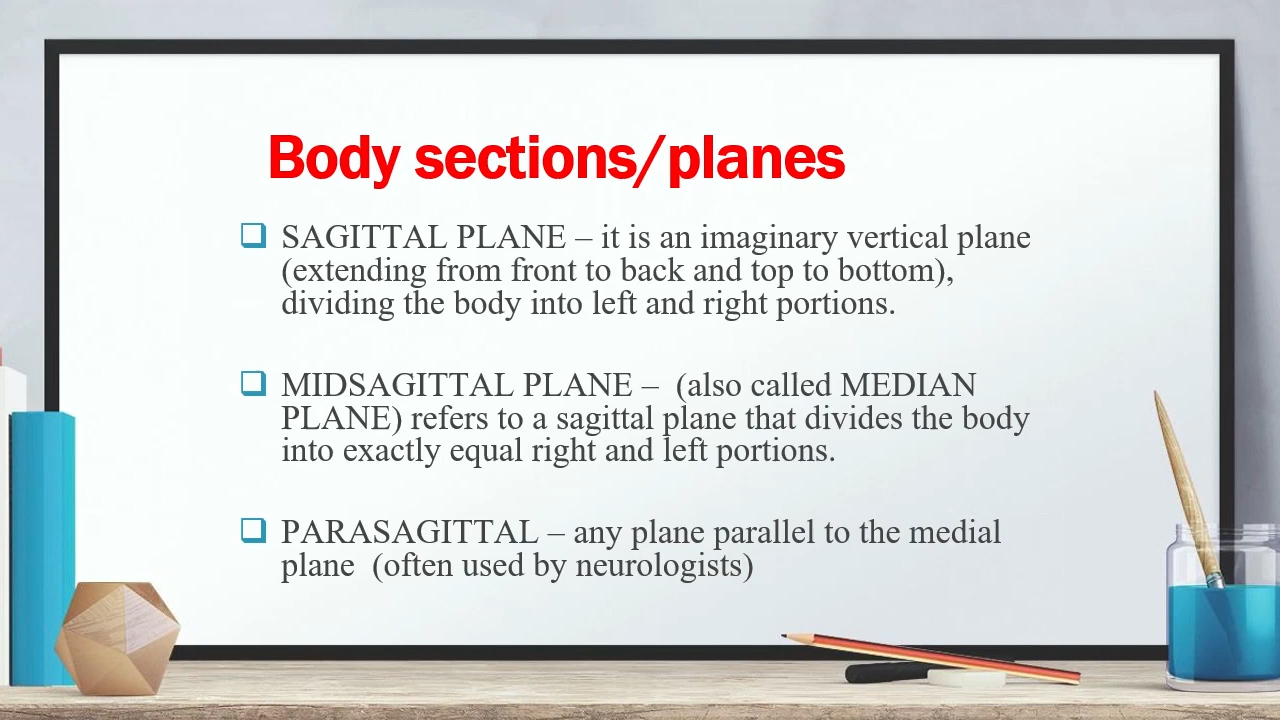 Body sections/planes
❑ SAGITTAL PLANE – it is an imaginary vertical plane
(extending from front to back and top to bottom),
dividing the body into left and right portions.
❑ MIDSAGITTAL PLANE –  (also called MEDIAN
PLANE) refers to a sagittal plane that divides the body
into exactly equal right and left portions.
❑ PARASAGITTAL – any plane parallel to the medial
plane  (often used by neurologists)